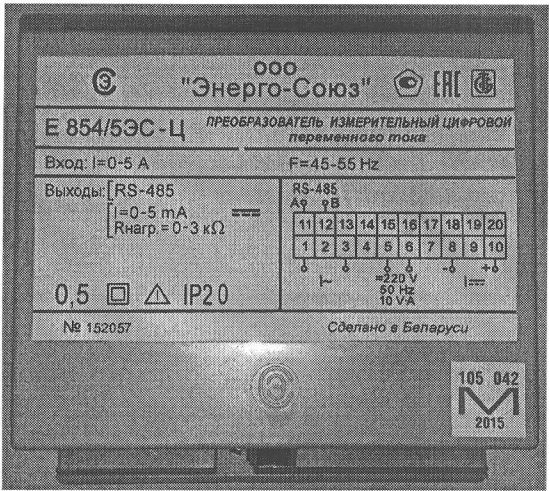 ООО
"Энерго-Союз"
ЕАС
Е 854/5ЭС-Ц
ПРЕОБРАЗОВАТЕЛЬ ИЗМЕРИТЕЛЬНЫЙ ЦИФРОВОЙ
переменного тока
Вход: I=0-5 А
F=45-55 Hz
Выходы:
RS-485
I=0-5 mA
Rнагр.=0-3 кΩ
0,5
IP20
RS-485
А В
11 12 13 14 15 16 17 18 19 20
1 2 3 4 5 6 7 8 9 10
I~
≂220 V
50 Hz
10 V·A
- +
I
№ 152057
Сделано в Беларуси
105 042
2015